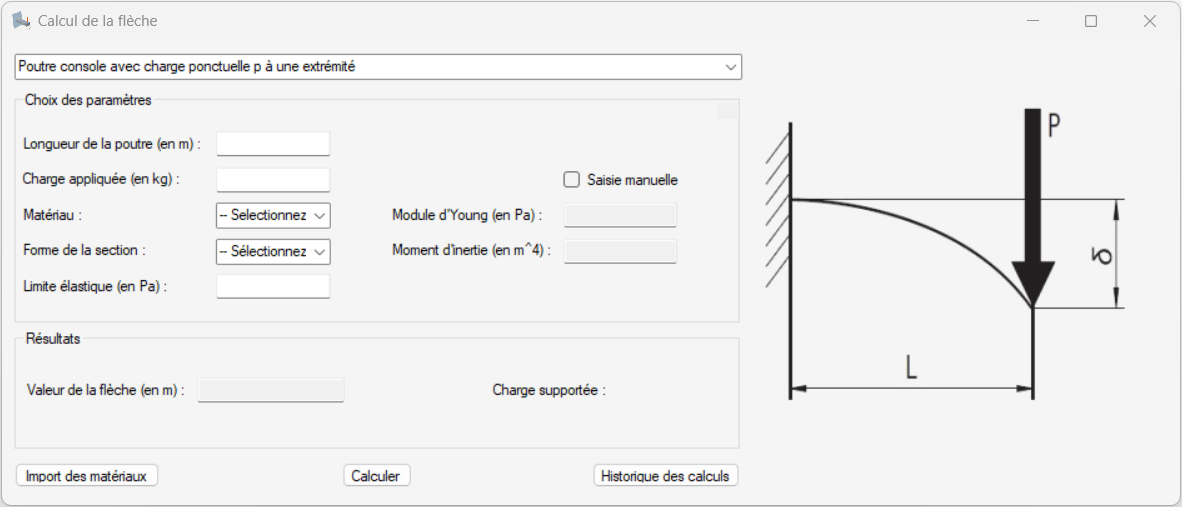 Calcul de la flèche
Poutre console avec charge ponctuelle p à une extrémité
Choix des paramètres
Longueur de la poutre (en m) :
Charge appliquée (en kg) :
Saisie manuelle
Matériau :
-- Selectionnez
Module d'Young (en Pa) :
Forme de la section :
-- Sélectionnez
Moment d'inertie (en m^4) :
Limite élastique (en Pa) :
Résultats
Valeur de la flèche (en m) :
Charge supportée :
Import des matériaux
Calculer
Historique des calculs
P
δ
L